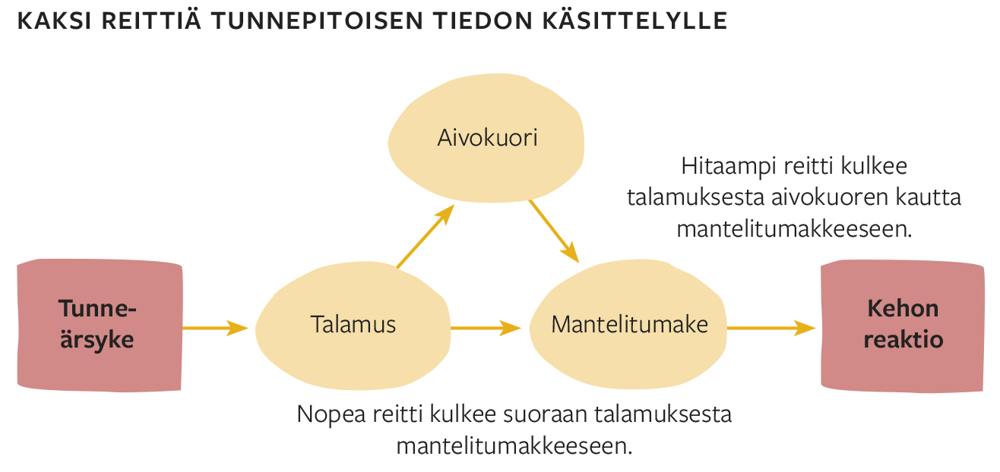 KAKSI REITTIÄ TUNNEPITOISEN TIEDON KÄSITTELYLLE
Aivokuori
Hitaampi reitti kulkee
talamuksesta aivokuoren kautta
mantelitumakkeeseen.
Tunne-
ärsyke
Talamus
Mantelitumake
Kehon
reaktio
Nopea reitti kulkee suoraan talamuksesta
mantelitumakkeeseen.